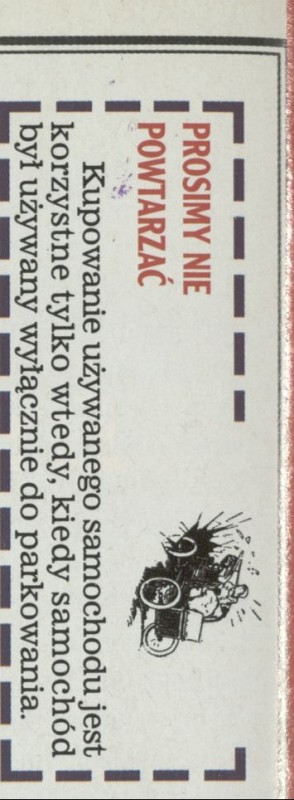 PROSIMY NIE
POWTARZAĆ
Kupowanie używanego samochodu jest
korzystne tylko wtedy, kiedy samochód
był używany wyłącznie do parkowania.